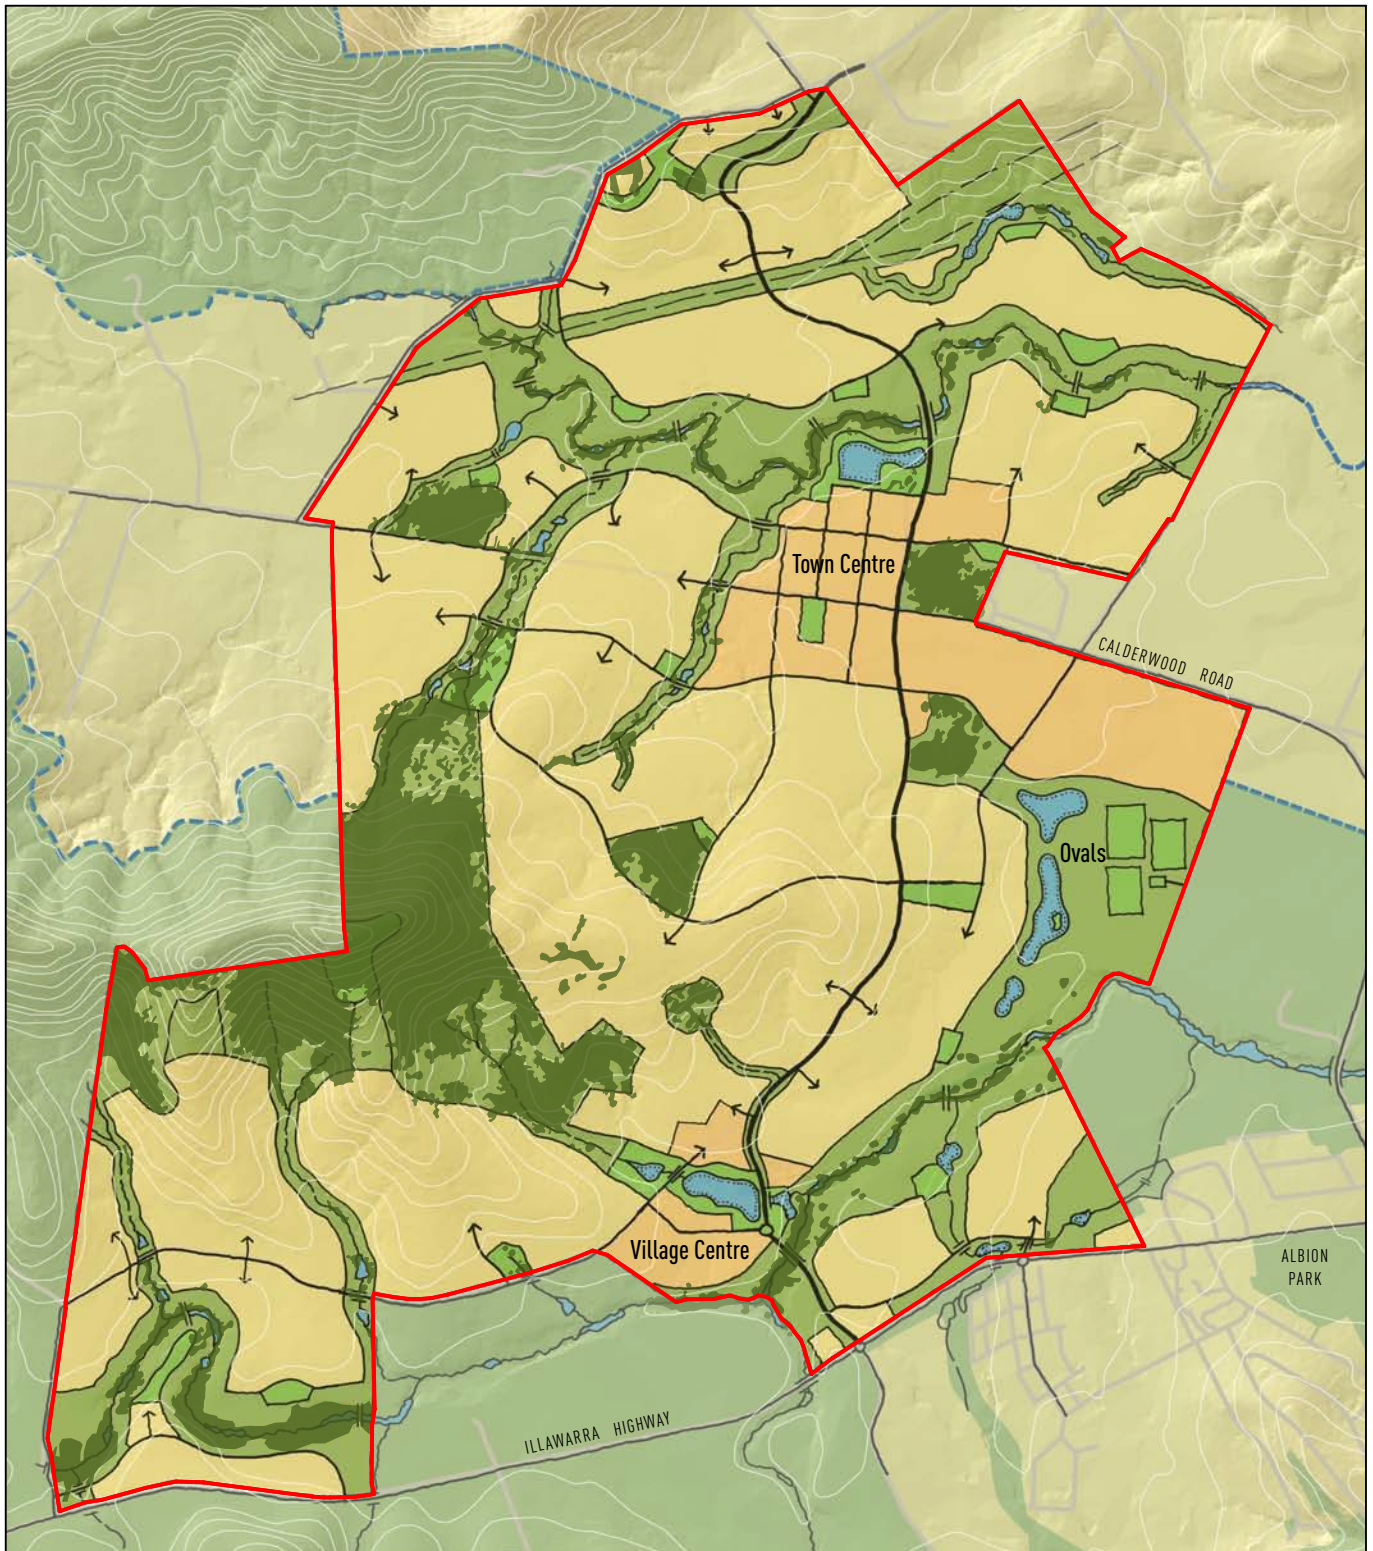 Town Centre
CALDERWOOD ROAD
Ovals
Village Centre
ALBION
PARK
ILLAWARRA HIGHWAY